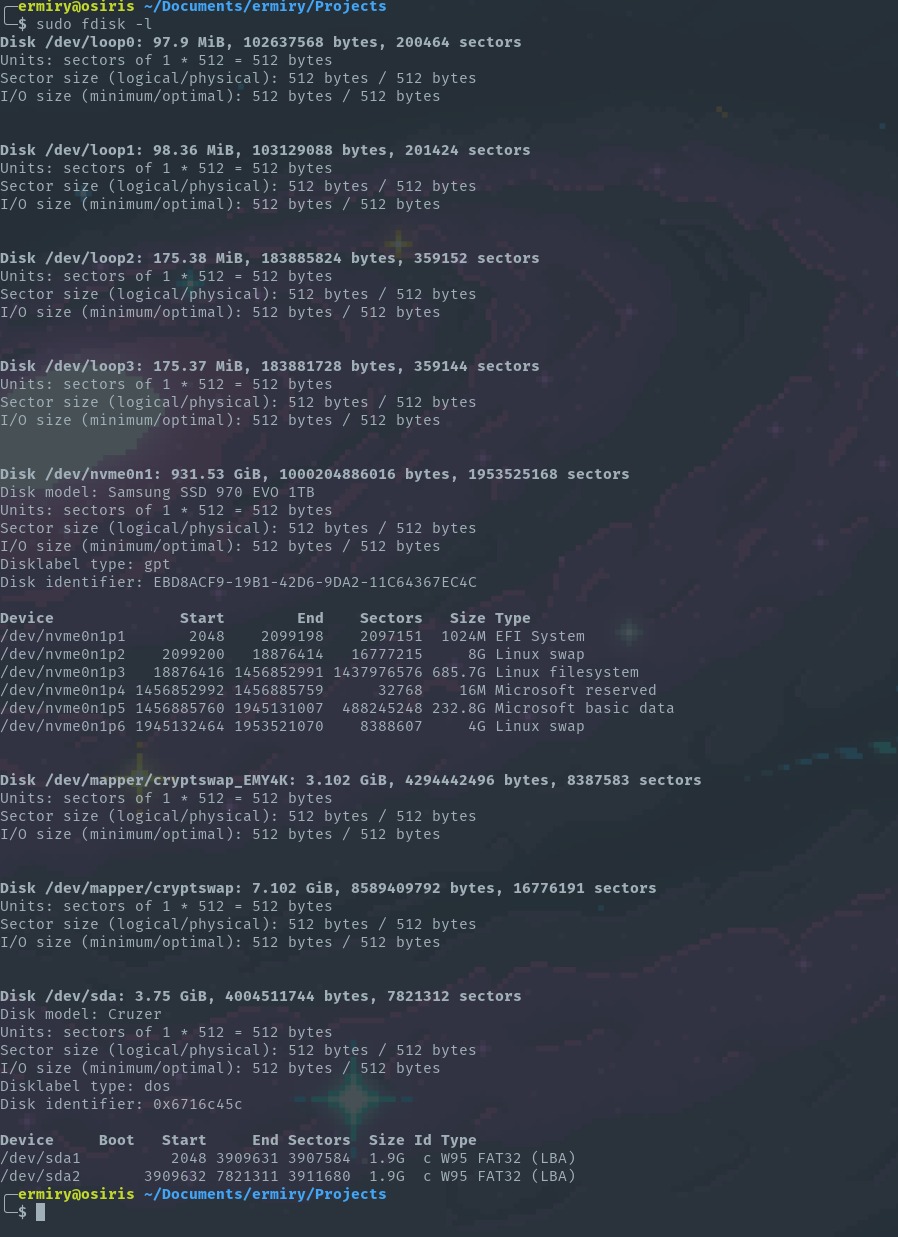 ermiry@osiris ~/Documents/ermiry/Projects
$ sudo fdisk -l
Disk /dev/loop0: 97.9 MiB, 102637568 bytes, 200464 sectors
Units: sectors of 1 * 512 = 512 bytes
Sector size (logical/physical): 512 bytes / 512 bytes
I/O size (minimum/optimal): 512 bytes / 512 bytes
Disk /dev/loop1: 98.36 MiB, 103129088 bytes, 201424 sectors
Units: sectors of 1 * 512 = 512 bytes
Sector size (logical/physical): 512 bytes / 512 bytes
I/O size (minimum/optimal): 512 bytes / 512 bytes
Disk /dev/loop2: 175.38 MiB, 183885824 bytes, 359152 sectors
Units: sectors of 1 * 512 = 512 bytes
Sector size (logical/physical): 512 bytes / 512 bytes
I/O size (minimum/optimal): 512 bytes / 512 bytes
Disk /dev/loop3: 175.37 MiB, 183881728 bytes, 359144 sectors
Units: sectors of 1 * 512 = 512 bytes
Sector size (logical/physical): 512 bytes / 512 bytes
I/O size (minimum/optimal): 512 bytes / 512 bytes
Disk /dev/nvme0n1: 931.53 GiB, 1000204886016 bytes, 1953525168 sectors
Disk model: Samsung SSD 970 EVO 1TB
Units: sectors of 1 * 512 = 512 bytes
Sector size (logical/physical): 512 bytes / 512 bytes
I/O size (minimum/optimal): 512 bytes / 512 bytes
Disklabel type: gpt
Disk identifier: EBD8ACF9-19B1-42D6-9DA2-11C64367EC4C
Device Start End Sectors Size Type
/dev/nvme0n1p1 2048 2099198 2097151 1024M EFI System
/dev/nvme0n1p2 2099200 18876414 16777215 8G Linux swap
/dev/nvme0n1p3 18876416 1456852991 1437976576 685.7G Linux filesystem
/dev/nvme0n1p4 1456852992 1456885759 32768 16M Microsoft reserved
/dev/nvme0n1p5 1456885760 1945131007 488245248 232.8G Microsoft basic data
/dev/nvme0n1p6 1945132464 1953521070 8388607 4G Linux swap
Disk /dev/mapper/cryptswap_EMY4K: 3.102 GiB, 4294442496 bytes, 8387583 sectors
Units: sectors of 1 * 512 = 512 bytes
Sector size (logical/physical): 512 bytes / 512 bytes
I/O size (minimum/optimal): 512 bytes / 512 bytes
Disk /dev/mapper/cryptswap: 7.102 GiB, 8589409792 bytes, 16776191 sectors
Units: sectors of 1 * 512 = 512 bytes
Sector size (logical/physical): 512 bytes / 512 bytes
I/O size (minimum/optimal): 512 bytes / 512 bytes
Disk /dev/sda: 3.75 GiB, 4004511744 bytes, 7821312 sectors
Disk model: Cruzer
Units: sectors of 1 * 512 = 512 bytes
Sector size (logical/physical): 512 bytes / 512 bytes
I/O size (minimum/optimal): 512 bytes / 512 bytes
Disklabel type: dos
Disk identifier: 0x6716c45c
Device Boot Start End Sectors Size Id Type
/dev/sda1 2048 3909631 3907584 1.9G c W95 FAT32 (LBA)
/dev/sda2 3909632 7821311 3911680 1.9G c W95 FAT32 (LBA)
ermiry@osiris ~/Documents/ermiry/Projects
$